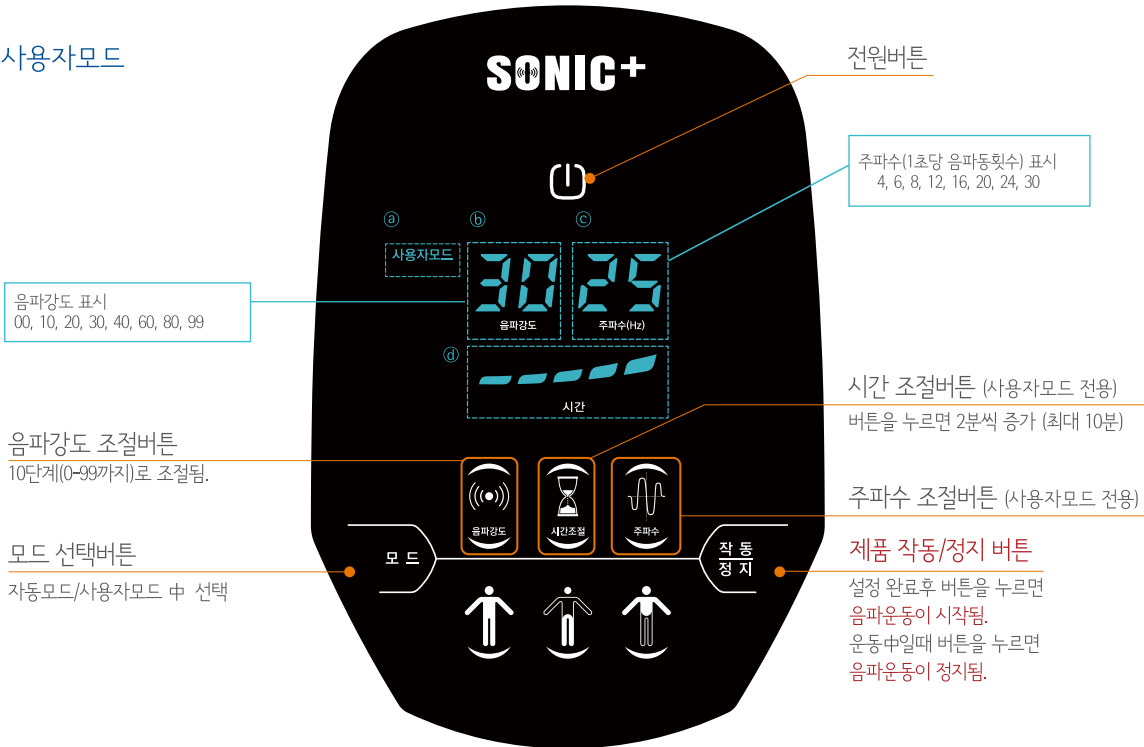 사용자모드
SONIC+
전원버튼
주파수(1초당 음파동횟수) 표시
4, 6, 8, 12, 16, 20, 24, 30
ⓐ ⓑ ⓒ
사용자모드
30 25
음파강도 주파수(Hz)
음파강도 표시
00, 10, 20, 30, 40, 60, 80, 99
ⓓ
시간
시간 조절버튼 (사용자모드 전용)
버튼을 누르면 2분씩 증가 (최대 10분)
음파강도 조절버튼
10단계(0-99까지)로 조절됨.
음파강도 시간조절 주파수
주파수 조절버튼 (사용자모드 전용)
모드 선택버튼
자동모드/사용자모드 中 선택
모드
작동
정지
제품 작동/정지 버튼
설정 완료후 버튼을 누르면
음파운동이 시작됨.
운동中일때 버튼을 누르면
음파운동이 정지됨.